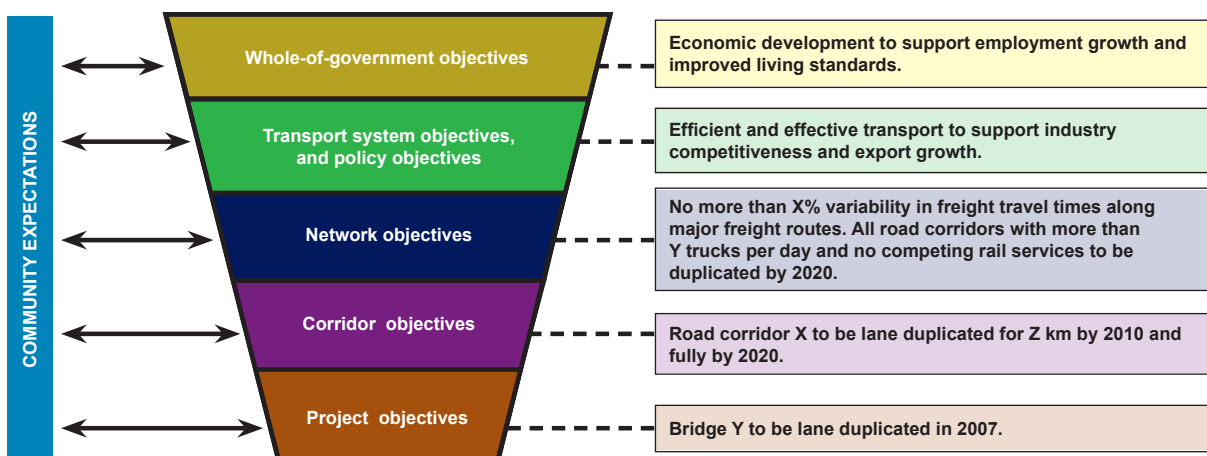 COMMUNITY EXPECTATIONS
Whole-of-government objectives
Economic development to support employment growth and
improved living standards.
Transport system objectives,
and policy objectives
Efficient and effective transport to support industry
competitiveness and export growth.
Network objectives
No more than X% variability in freight travel times along
major freight routes. All road corridors with more than
Y trucks per day and no competing rail services to be
duplicated by 2020.
Corridor objectives
Road corridor X to be lane duplicated for Z km by 2010 and
fully by 2020.
Project objectives
Bridge Y to be lane duplicated in 2007.